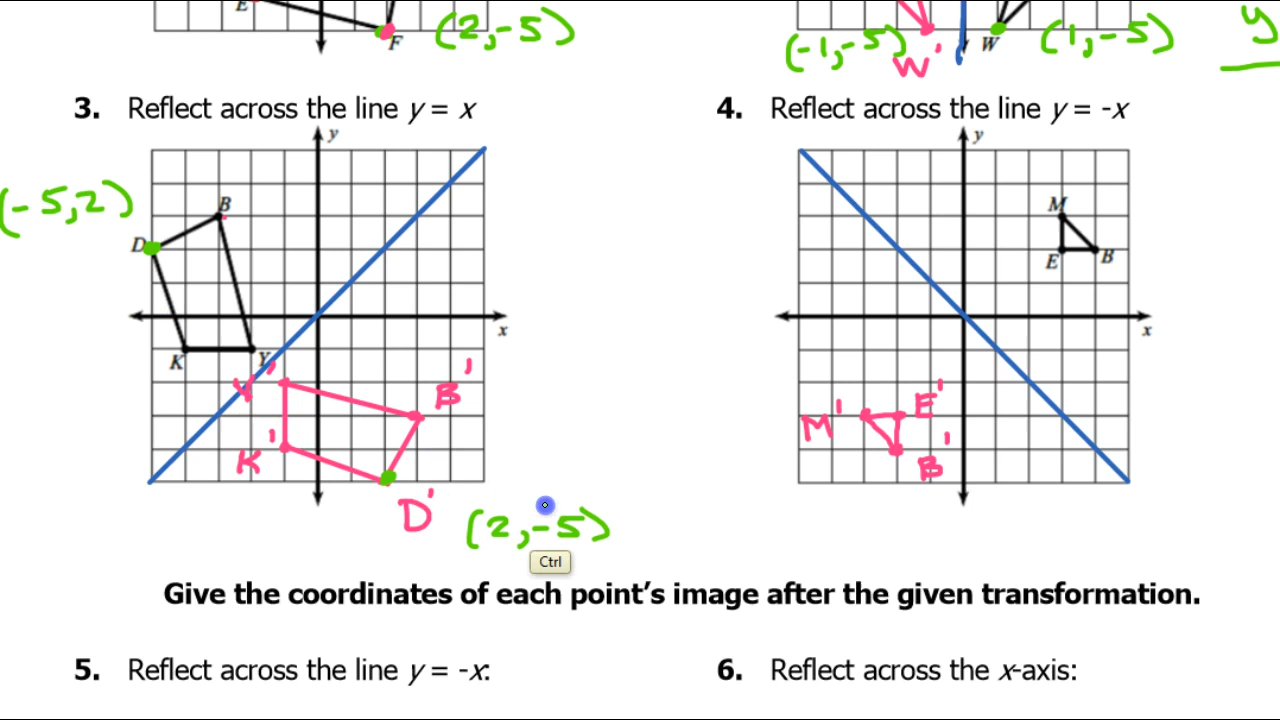 E
F
(2,-5)
(-1,-5)
W'
W
(1,-5)
y
3. Reflect across the line y = x
4. Reflect across the line y = -x
y
y
(-5,2)
B
D
M
E
B
x
x
K
Y
Y'
B'
K'
M'
E'
B'
D'
(2,-5)
Ctrl
Give the coordinates of each point's image after the given transformation.
5. Reflect across the line y = -x:
6. Reflect across the x-axis: